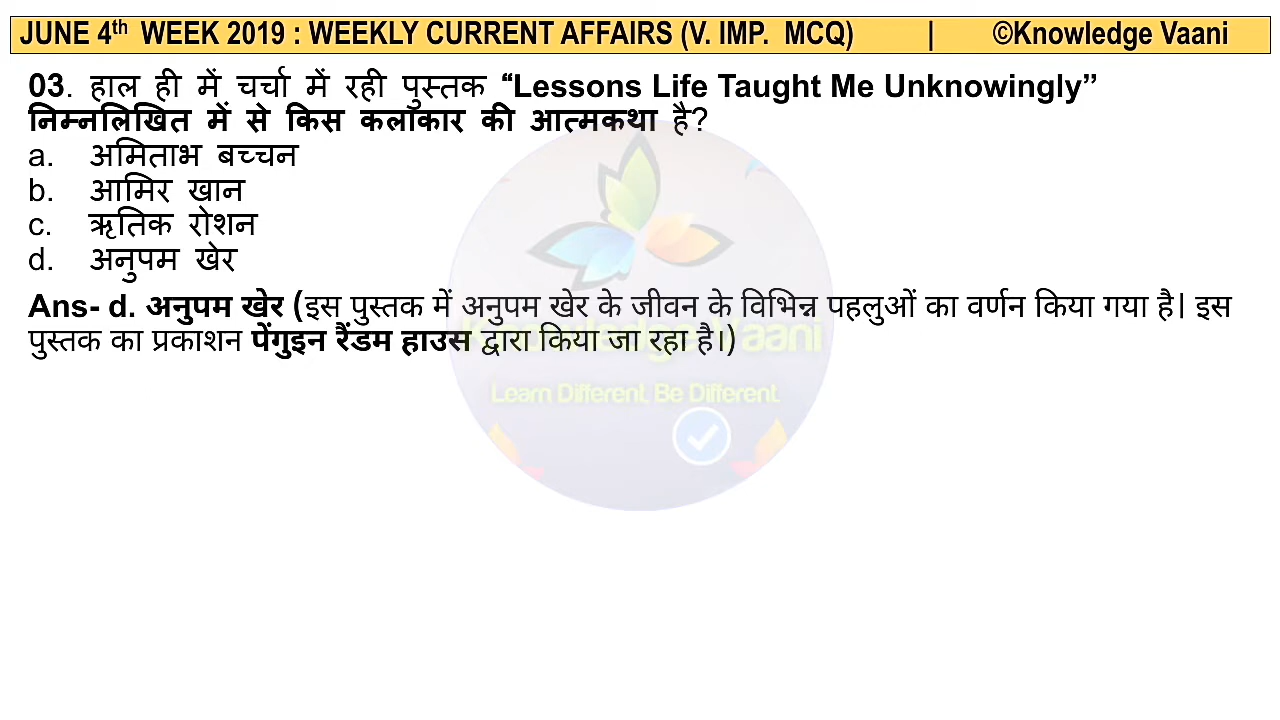 JUNE 4th WEEK 2019 : WEEKLY CURRENT AFFAIRS (V. IMP. MCQ) | ©Knowledge Vaani
03. हाल ही में चर्चा में रही पुस्तक “Lessons Life Taught Me Unknowingly”
निम्नलिखित में से किस कलाकार की आत्मकथा है?
a. अमिताभ बच्चन
b. आमिर खान
c. ऋतिक रोशन
d. अनुपम खेर
Ans- d. अनुपम खेर (इस पुस्तक में अनुपम खेर के जीवन के विभिन्न पहलुओं का वर्णन किया गया है| इस
पुस्तक का प्रकाशन पेंगुइन रैंडम हाउस द्वारा किया जा रहा है।)
Knowledge Vaani
Learn Different, Be Different